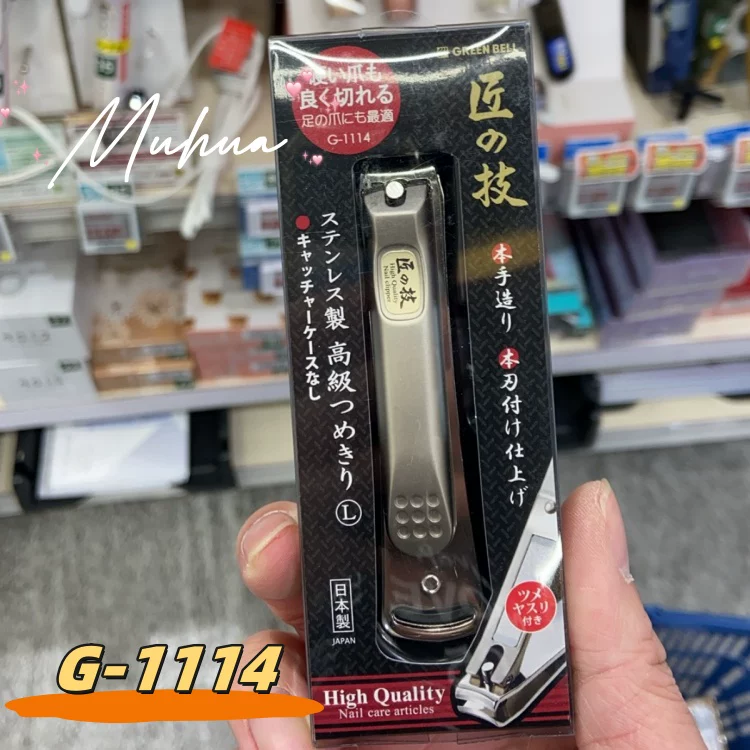 GREEN BELL
硬い爪も
良く切れる
足の爪にも最適
G-1114
Muhua
匠の技
匠の技
High Quality
Nail clipper
本手造り 本刃付け仕上げ
ステンレス製 高級つめきり Ⓛ
●キャッチャーケースなし
日本製
JAPAN
ツメ
ヤスリ
付き
G-1114
High Quality
Nail care articles